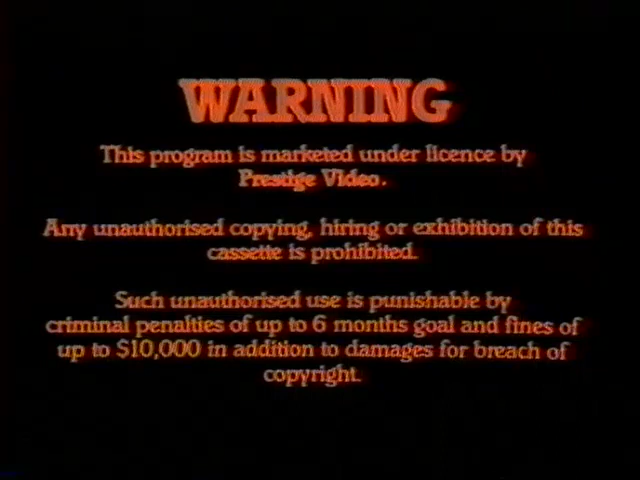 WARNING
This program is marketed under licence by
Prestige Video.
Any unauthorised copying, hiring or exhibition of this
cassette is prohibited.
Such unauthorised use is punishable by
criminal penalties of up to 6 months goal and fines of
up to $10,000 in addition to damages for breach of
copyright.